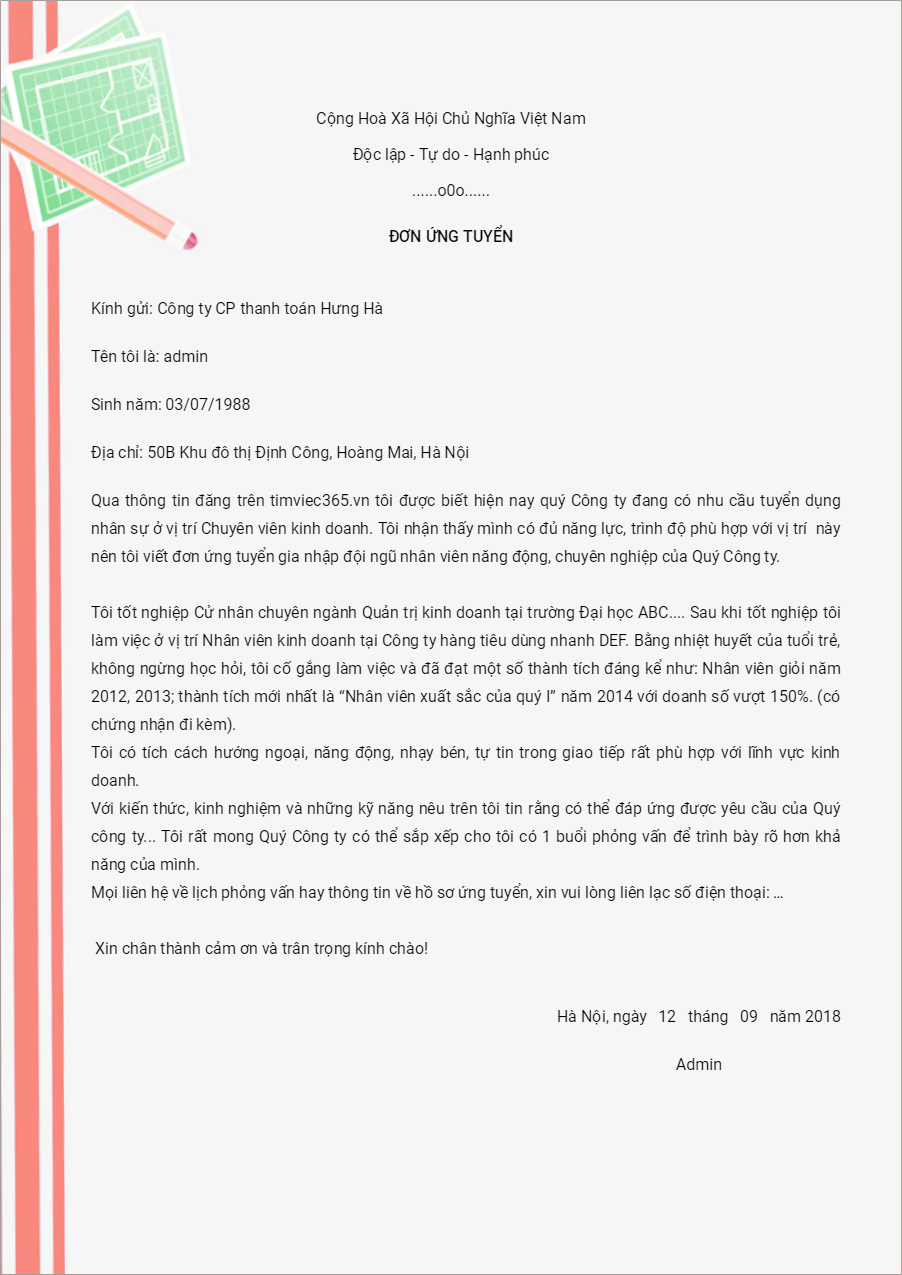 Cộng Hoà Xã Hội Chủ Nghĩa Việt Nam
Độc lập - Tự do - Hạnh phúc
......o0o......
ĐƠN ỨNG TUYỂN
Kính gửi: Công ty CP thanh toán Hưng Hà
Tên tôi là: admin
Sinh năm: 03/07/1988
Địa chỉ: 50B Khu đô thị Định Công, Hoàng Mai, Hà Nội
Qua thông tin đăng trên timviec365.vn tôi được biết hiện nay quý Công ty đang có nhu cầu tuyển dụng
nhân sự ở vị trí Chuyên viên kinh doanh. Tôi nhận thấy mình có đủ năng lực, trình độ phù hợp với vị trí  này
nên tôi viết đơn ứng tuyển gia nhập đội ngũ nhân viên năng động, chuyên nghiệp của Quý Công ty.
Tôi tốt nghiệp Cử nhân chuyên ngành Quản trị kinh doanh tại trường Đại học ABC.... Sau khi tốt nghiệp tôi
làm việc ở vị trí Nhân viên kinh doanh tại Công ty hàng tiêu dùng nhanh DEF. Bằng nhiệt huyết của tuổi trẻ,
không ngừng học hỏi, tôi cố gắng làm việc và đã đạt một số thành tích đáng kể như: Nhân viên giỏi năm
2012, 2013; thành tích mới nhất là “Nhân viên xuất sắc của quý I” năm 2014 với doanh số vượt 150%. (có
chứng nhận đi kèm).
Tôi có tích cách hướng ngoại, năng động, nhạy bén, tự tin trong giao tiếp rất phù hợp với lĩnh vực kinh
doanh.
Với kiến thức, kinh nghiệm và những kỹ năng nêu trên tôi tin rằng có thể đáp ứng được yêu cầu của Quý
công ty... Tôi rất mong Quý Công ty có thể sắp xếp cho tôi có 1 buổi phỏng vấn để trình bày rõ hơn khả
năng của mình.
Mọi liên hệ về lịch phỏng vấn hay thông tin về hồ sơ ứng tuyển, xin vui lòng liên lạc số điện thoại: …
Xin chân thành cảm ơn và trân trọng kính chào!
Hà Nội, ngày   12   tháng   09   năm 2018
Admin